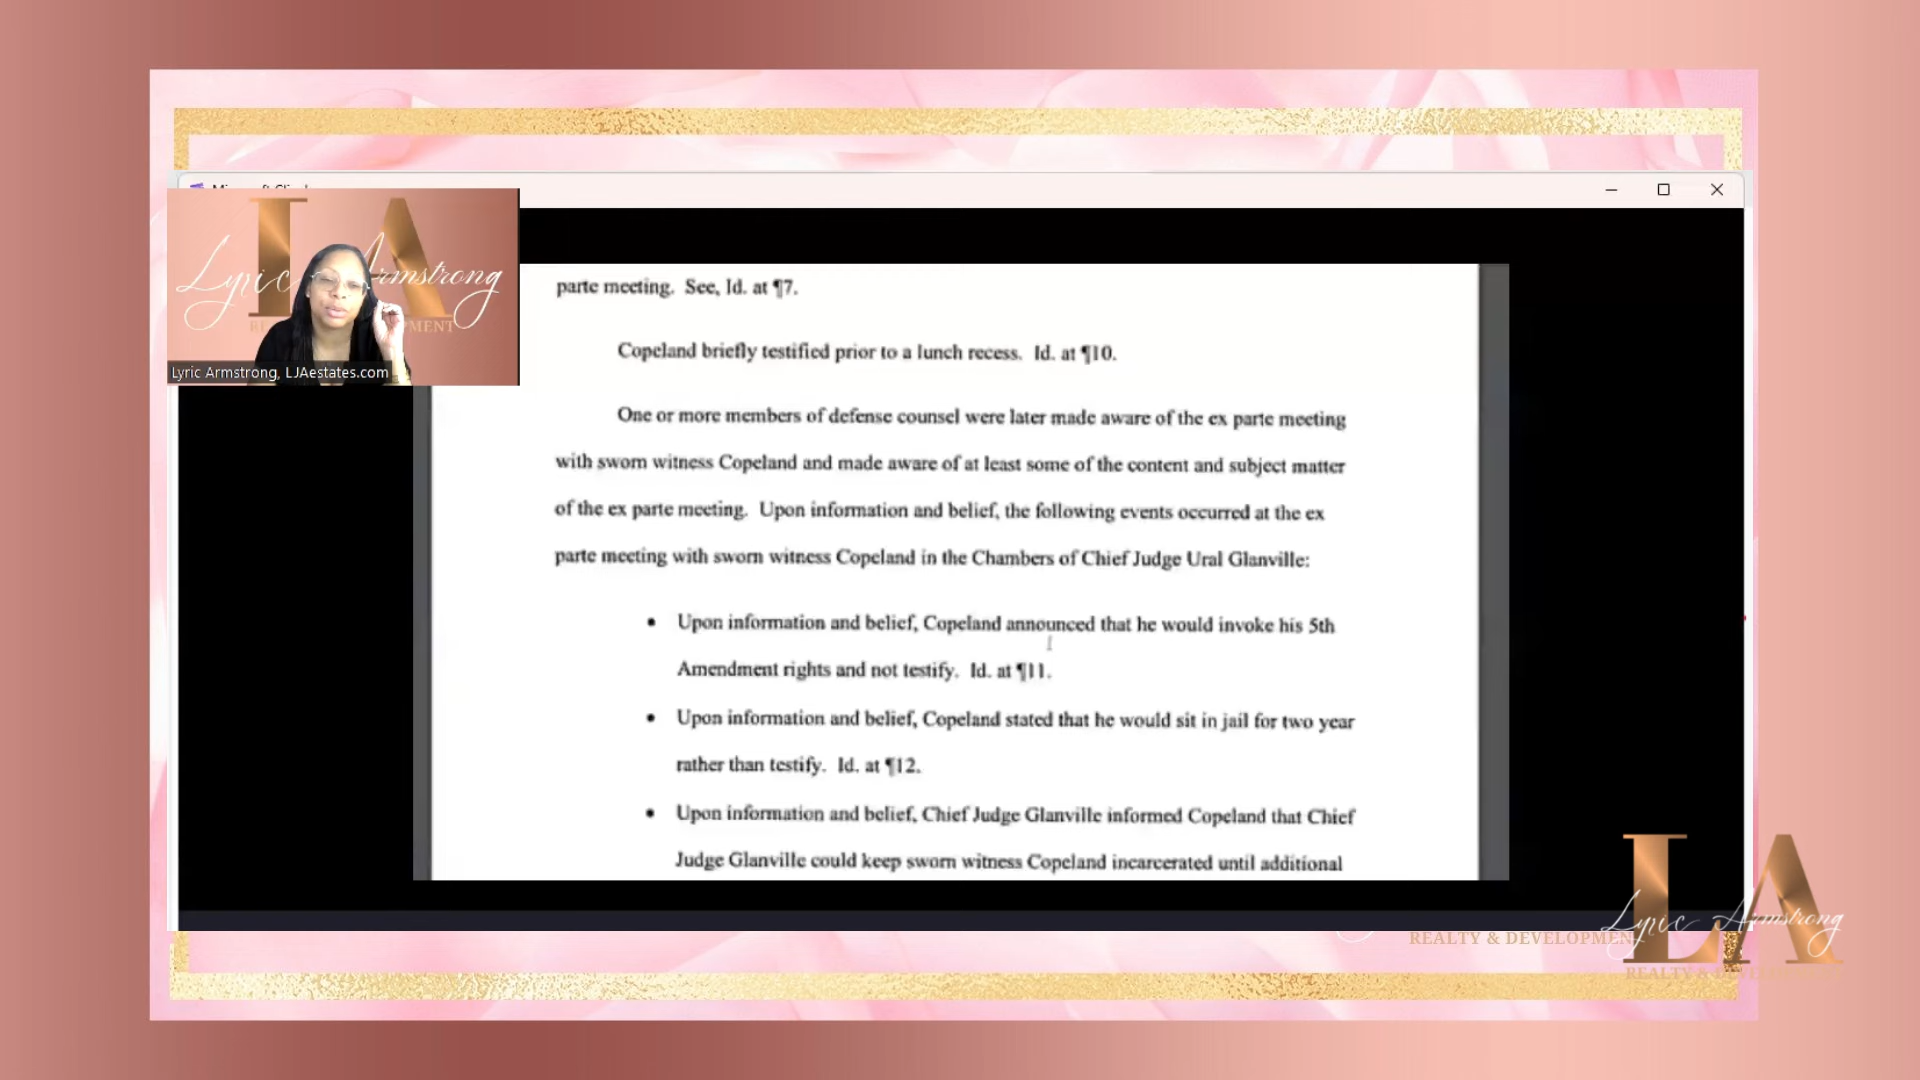 Lyric Armstrong
LA
Lyric Armstrong, LJAestates.com
parte meeting. See, Id. at ¶7.
Copeland briefly testified prior to a lunch recess. Id. at ¶10.
One or more members of defense counsel were later made aware of the ex parte meeting
with sworn witness Copeland and made aware of at least some of the content and subject matter
of the ex parte meeting. Upon information and belief, the following events occurred at the ex
parte meeting with sworn witness Copeland in the Chambers of Chief Judge Ural Glanville:
• Upon information and belief, Copeland announced that he would invoke his 5th
Amendment rights and not testify. Id. at ¶11.
• Upon information and belief, Copeland stated that he would sit in jail for two year
rather than testify. Id. at ¶12.
• Upon information and belief, Chief Judge Glanville informed Copeland that Chief
Judge Glanville could keep sworn witness Copeland incarcerated until additional
LA
Lyric Armstrong
REALTY & DEVELOPMEN
REALTY &